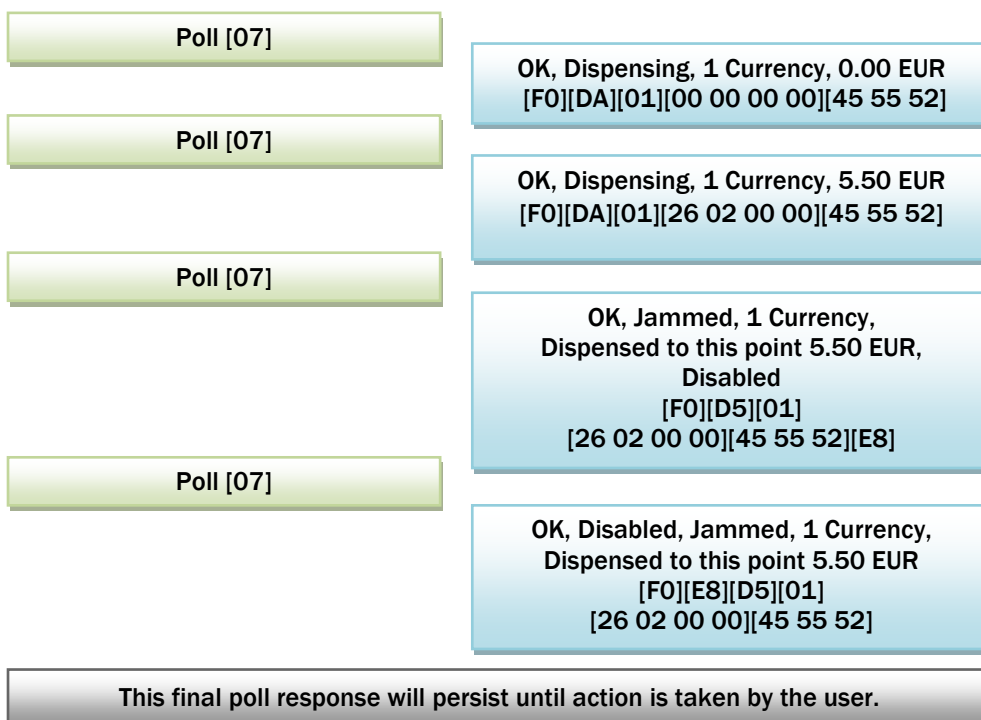 Poll [07]
OK, Dispensing, 1 Currency, 0.00 EUR
[F0][DA][01][00 00 00 00][45 55 52]
Poll [07]
OK, Dispensing, 1 Currency, 5.50 EUR
[F0][DA][01][26 02 00 00][45 55 52]
Poll [07]
OK, Jammed, 1 Currency,
Dispensed to this point 5.50 EUR,
Disabled
[F0][D5][01]
[26 02 00 00][45 55 52][E8]
Poll [07]
OK, Disabled, Jammed, 1 Currency,
Dispensed to this point 5.50 EUR
[F0][E8][D5][01]
[26 02 00 00][45 55 52]
This final poll response will persist until action is taken by the user.